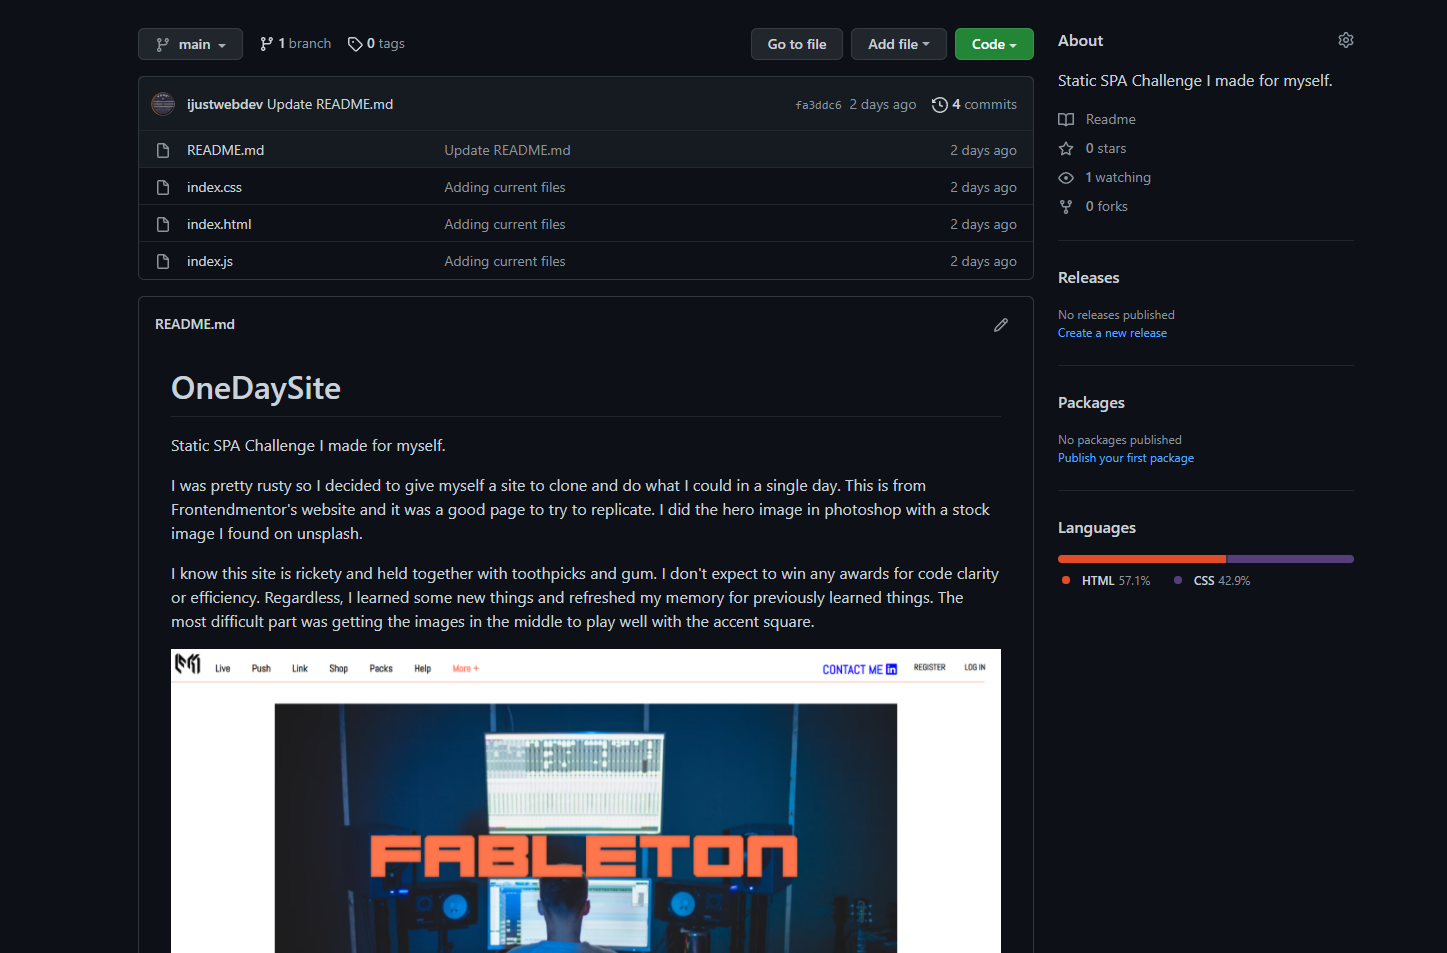 main
1 branch
0 tags
Go to file
Add file
Code
ijustwebdev Update README.md
fa3ddc6 2 days ago
4 commits
README.md Update README.md 2 days ago
index.css Adding current files 2 days ago
index.html Adding current files 2 days ago
index.js Adding current files 2 days ago
README.md
OneDaySite
Static SPA Challenge I made for myself.
I was pretty rusty so I decided to give myself a site to clone and do what I could in a single day. This is from
Frontendmentor's website and it was a good page to try to replicate. I did the hero image in photoshop with a stock
image I found on unsplash.
I know this site is rickety and held together with toothpicks and gum. I don't expect to win any awards for code clarity
or efficiency. Regardless, I learned some new things and refreshed my memory for previously learned things. The
most difficult part was getting the images in the middle to play well with the accent square.
Live Push Link Shop Packs Help More + CONTACT ME in REGISTER LOG IN
FABLETON
About
Static SPA Challenge I made for myself.
Readme
0 stars
1 watching
0 forks
Releases
No releases published
Create a new release
Packages
No packages published
Publish your first package
Languages
HTML 57.1% CSS 42.9%